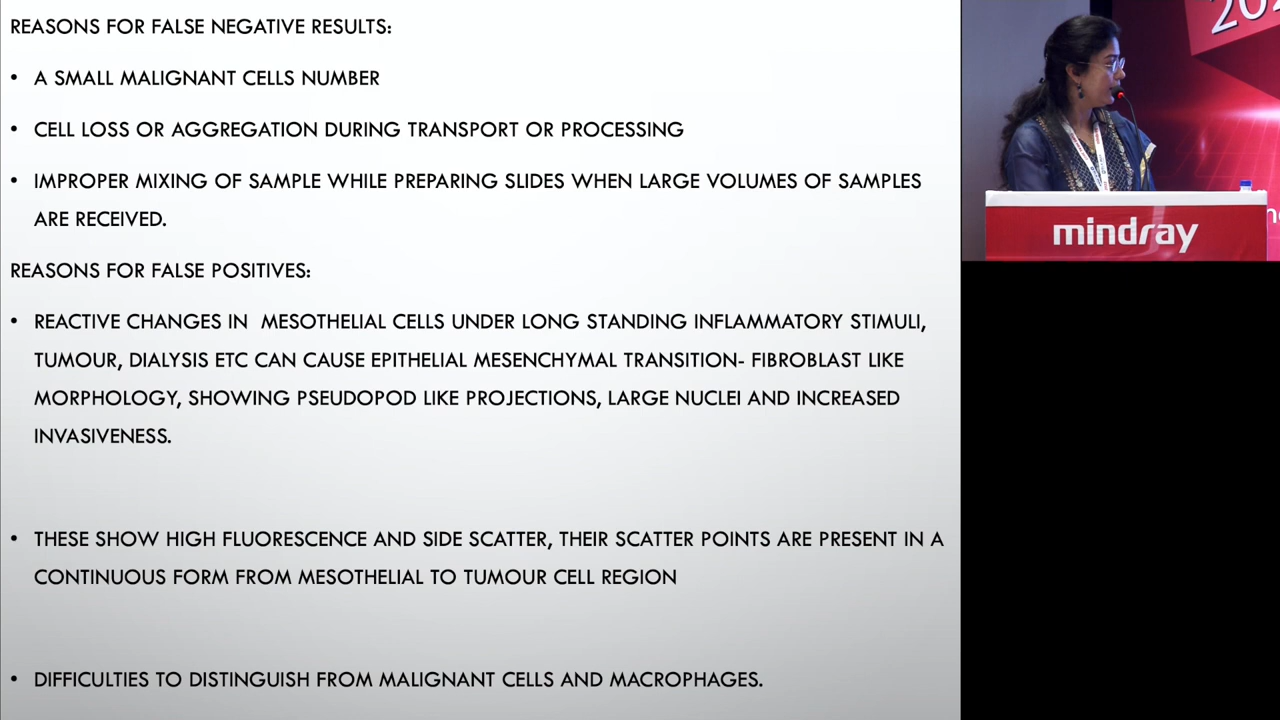 REASONS FOR FALSE NEGATIVE RESULTS:
• A SMALL MALIGNANT CELLS NUMBER
• CELL LOSS OR AGGREGATION DURING TRANSPORT OR PROCESSING
• IMPROPER MIXING OF SAMPLE WHILE PREPARING SLIDES WHEN LARGE VOLUMES OF SAMPLES
ARE RECEIVED.
REASONS FOR FALSE POSITIVES:
• REACTIVE CHANGES IN  MESOTHELIAL CELLS UNDER LONG STANDING INFLAMMATORY STIMULI,
TUMOUR, DIALYSIS ETC CAN CAUSE EPITHELIAL MESENCHYMAL TRANSITION- FIBROBLAST LIKE
MORPHOLOGY, SHOWING PSEUDOPOD LIKE PROJECTIONS, LARGE NUCLEI AND INCREASED
INVASIVENESS.
• THESE SHOW HIGH FLUORESCENCE AND SIDE SCATTER, THEIR SCATTER POINTS ARE PRESENT IN A
CONTINUOUS FORM FROM MESOTHELIAL TO TUMOUR CELL REGION
• DIFFICULTIES TO DISTINGUISH FROM MALIGNANT CELLS AND MACROPHAGES.
mindray